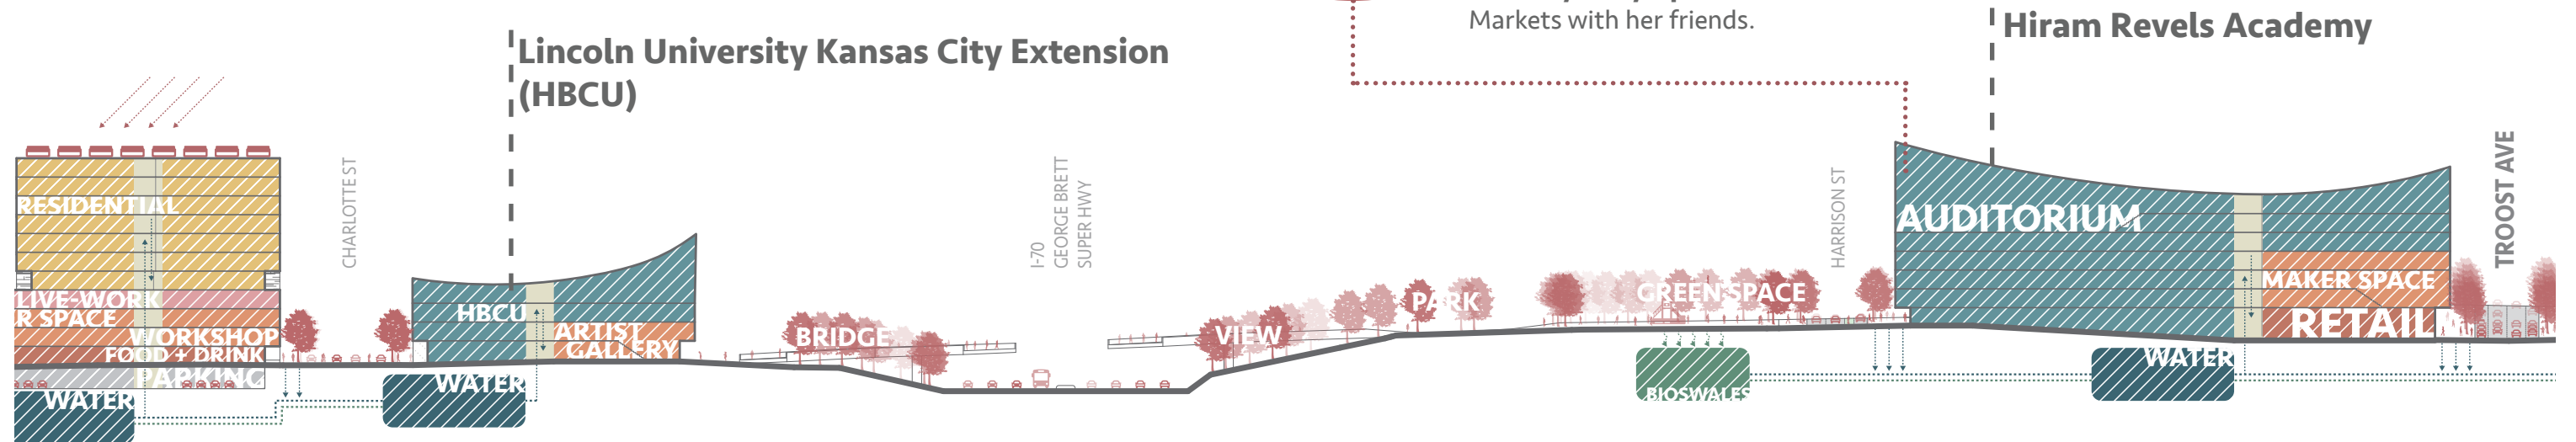 Markets with her friends.
Lincoln University Kansas City Extension
(HBCU)
Hiram Revels Academy
CHARLOTTE ST
I-70
GEORGE BRETT
SUPER HWY
HARRISON ST
TROOST AVE
RESIDENTIAL
LIVE-WORK
R SPACE
WORKSHOP
FOOD + DRINK
PARKING
WATER
HBCU
ARTIST
GALLERY
WATER
BRIDGE
VIEW
PARK
GREEN SPACE
BIOSWALES
AUDITORIUM
MAKER SPACE
RETAIL
WATER